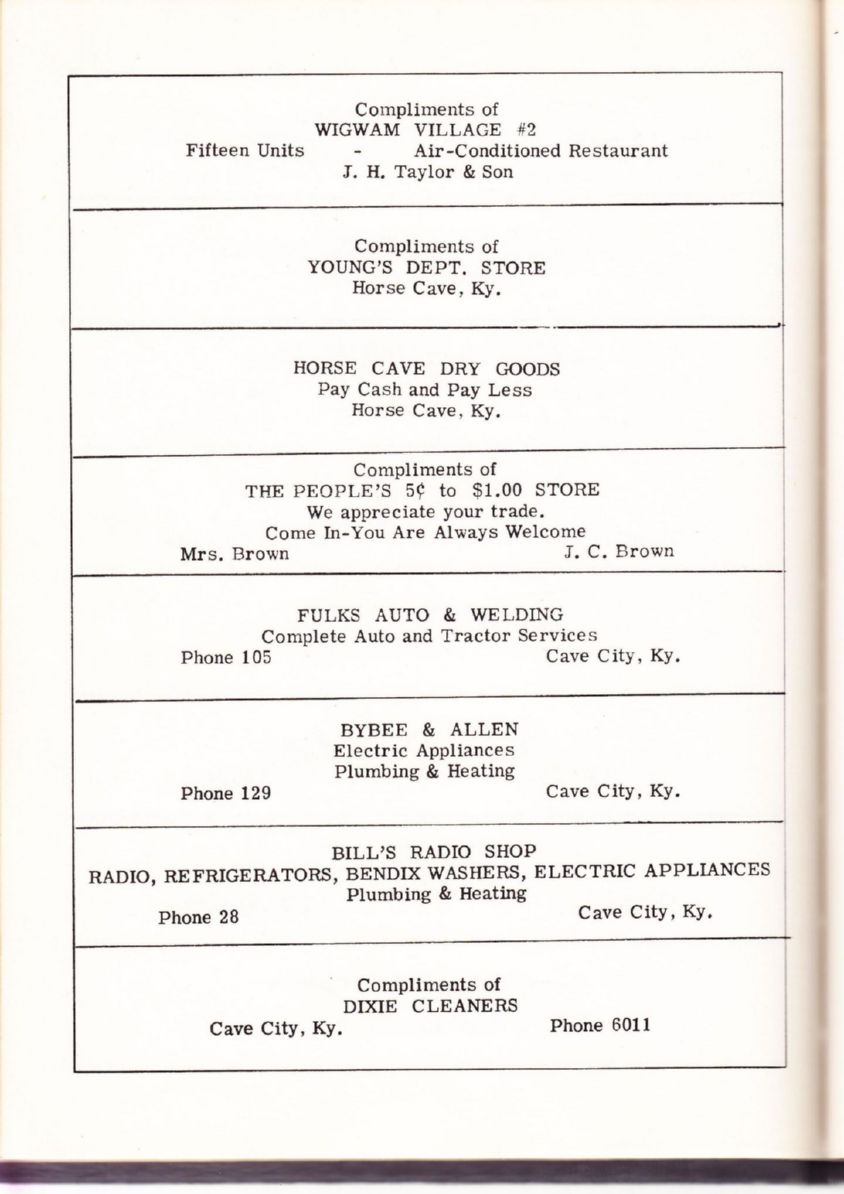 Compliments of
WIGWAM VILLAGE #2
Fifteen Units - Air-Conditioned Restaurant
J. H. Taylor & Son
Compliments of
YOUNG'S DEPT. STORE
Horse Cave, Ky.
HORSE CAVE DRY GOODS
Pay Cash and Pay Less
Horse Cave, Ky.
Compliments of
THE PEOPLE'S 5¢ to $1.00 STORE
We appreciate your trade.
Come In-You Are Always Welcome
Mrs. Brown J. C. Brown
FULKS AUTO & WELDING
Complete Auto and Tractor Services
Phone 105 Cave City, Ky.
BYBEE & ALLEN
Electric Appliances
Plumbing & Heating
Phone 129 Cave City, Ky.
BILL'S RADIO SHOP
RADIO, REFRIGERATORS, BENDIX WASHERS, ELECTRIC APPLIANCES
Plumbing & Heating
Phone 28 Cave City, Ky.
Compliments of
DIXIE CLEANERS
Cave City, Ky. Phone 6011